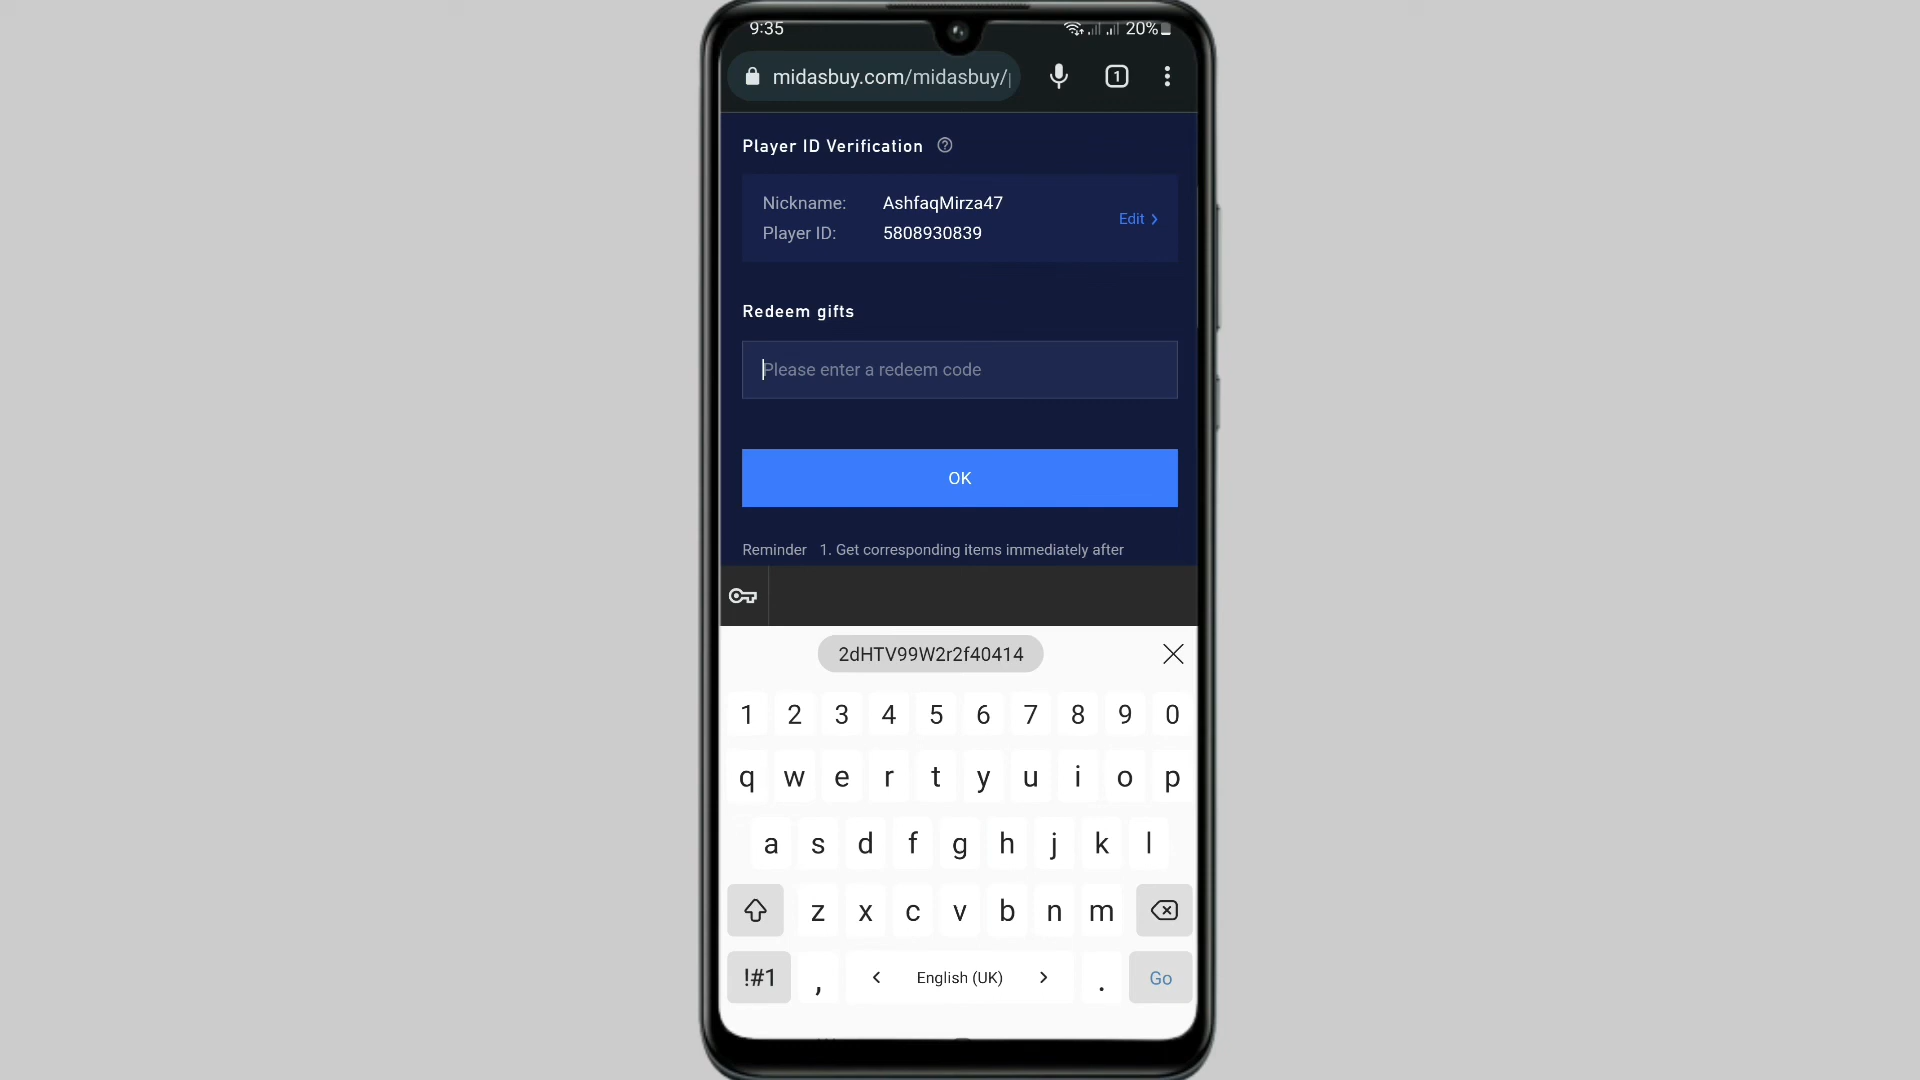 9:35
20%
midasbuy.com/midasbuy/
1
Player ID Verification ?
Nickname: AshfaqMirza47
Edit >
Player ID: 5808930839
Redeem gifts
Please enter a redeem code
OK
Reminder 1. Get corresponding items immediately after
2dHTV99W2r2f40414
1 2 3 4 5 6 7 8 9 0
q w e r t y u i o p
a s d f g h j k l
z x c v b n m
!#1 , < English (UK) > . Go